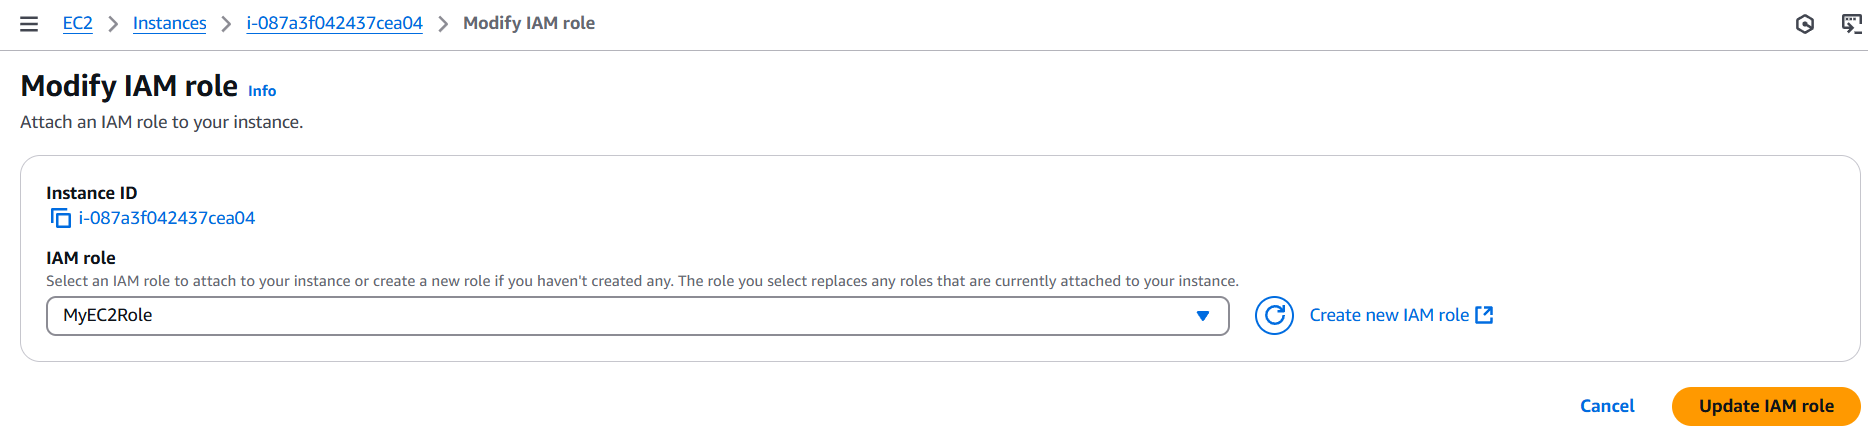 EC2 Instances i-087a3f042437cea04 Modify IAM role
Modify IAM role Info
Attach an IAM role to your instance.
Instance ID
i-087a3f042437cea04
IAM role
Select an IAM role to attach to your instance or create a new role if you haven't created any. The role you select replaces any roles that are currently attached to your instance.
MyEC2Role
Create new IAM role
Cancel Update IAM role